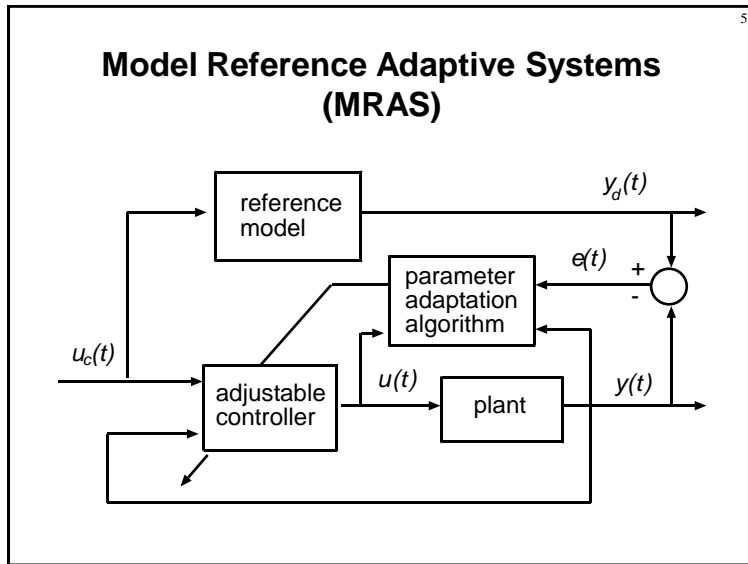 5
Model Reference Adaptive Systems
(MRAS)
reference
model
y_d(t)
parameter
adaptation
algorithm
e(t)
+
-
u_c(t)
adjustable
controller
u(t)
plant
y(t)